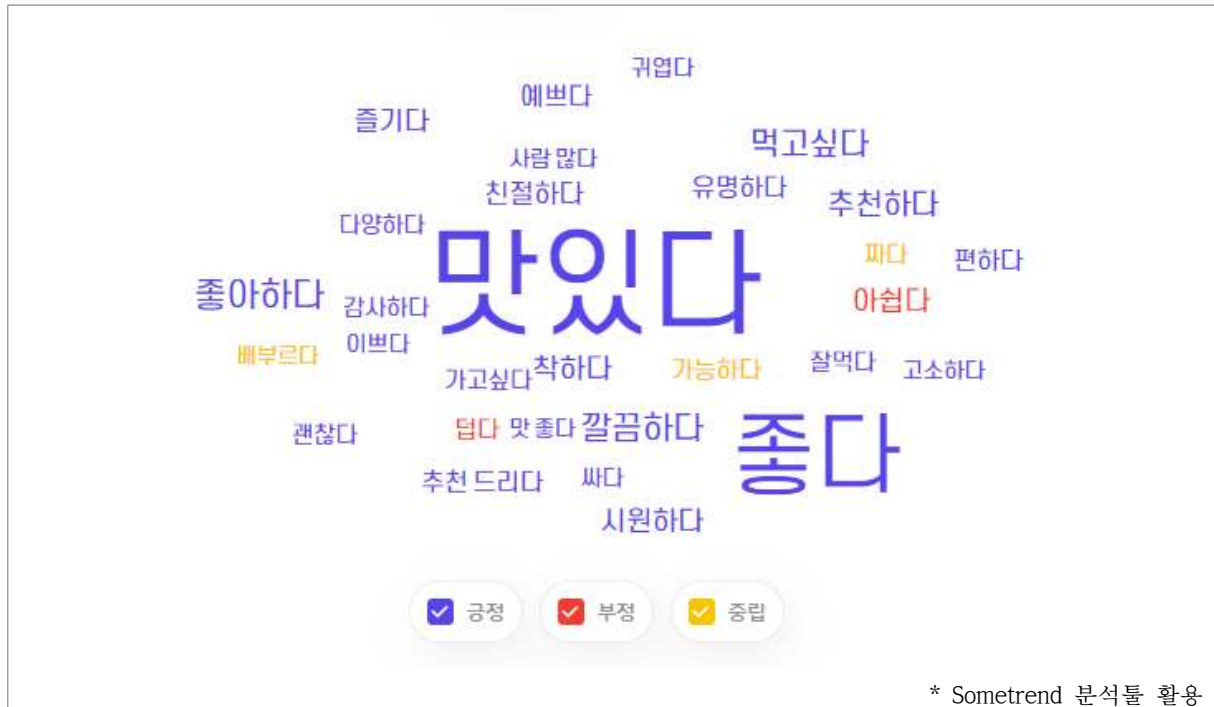 귀엽다
예쁘다
즐기다
먹고싶다
사람 많다
친절하다
유명하다
추천하다
다양하다
맛있다
짜다
편하다
좋아하다
감사하다
아쉽다
배부르다
이쁘다
가고싶다
착하다
가능하다
잘먹다
고소하다
괜찮다
덥다
맛 좋다
깔끔하다
좋다
추천 드리다
싸다
시원하다
긍정
부정
중립
* Sometrend 분석툴 활용